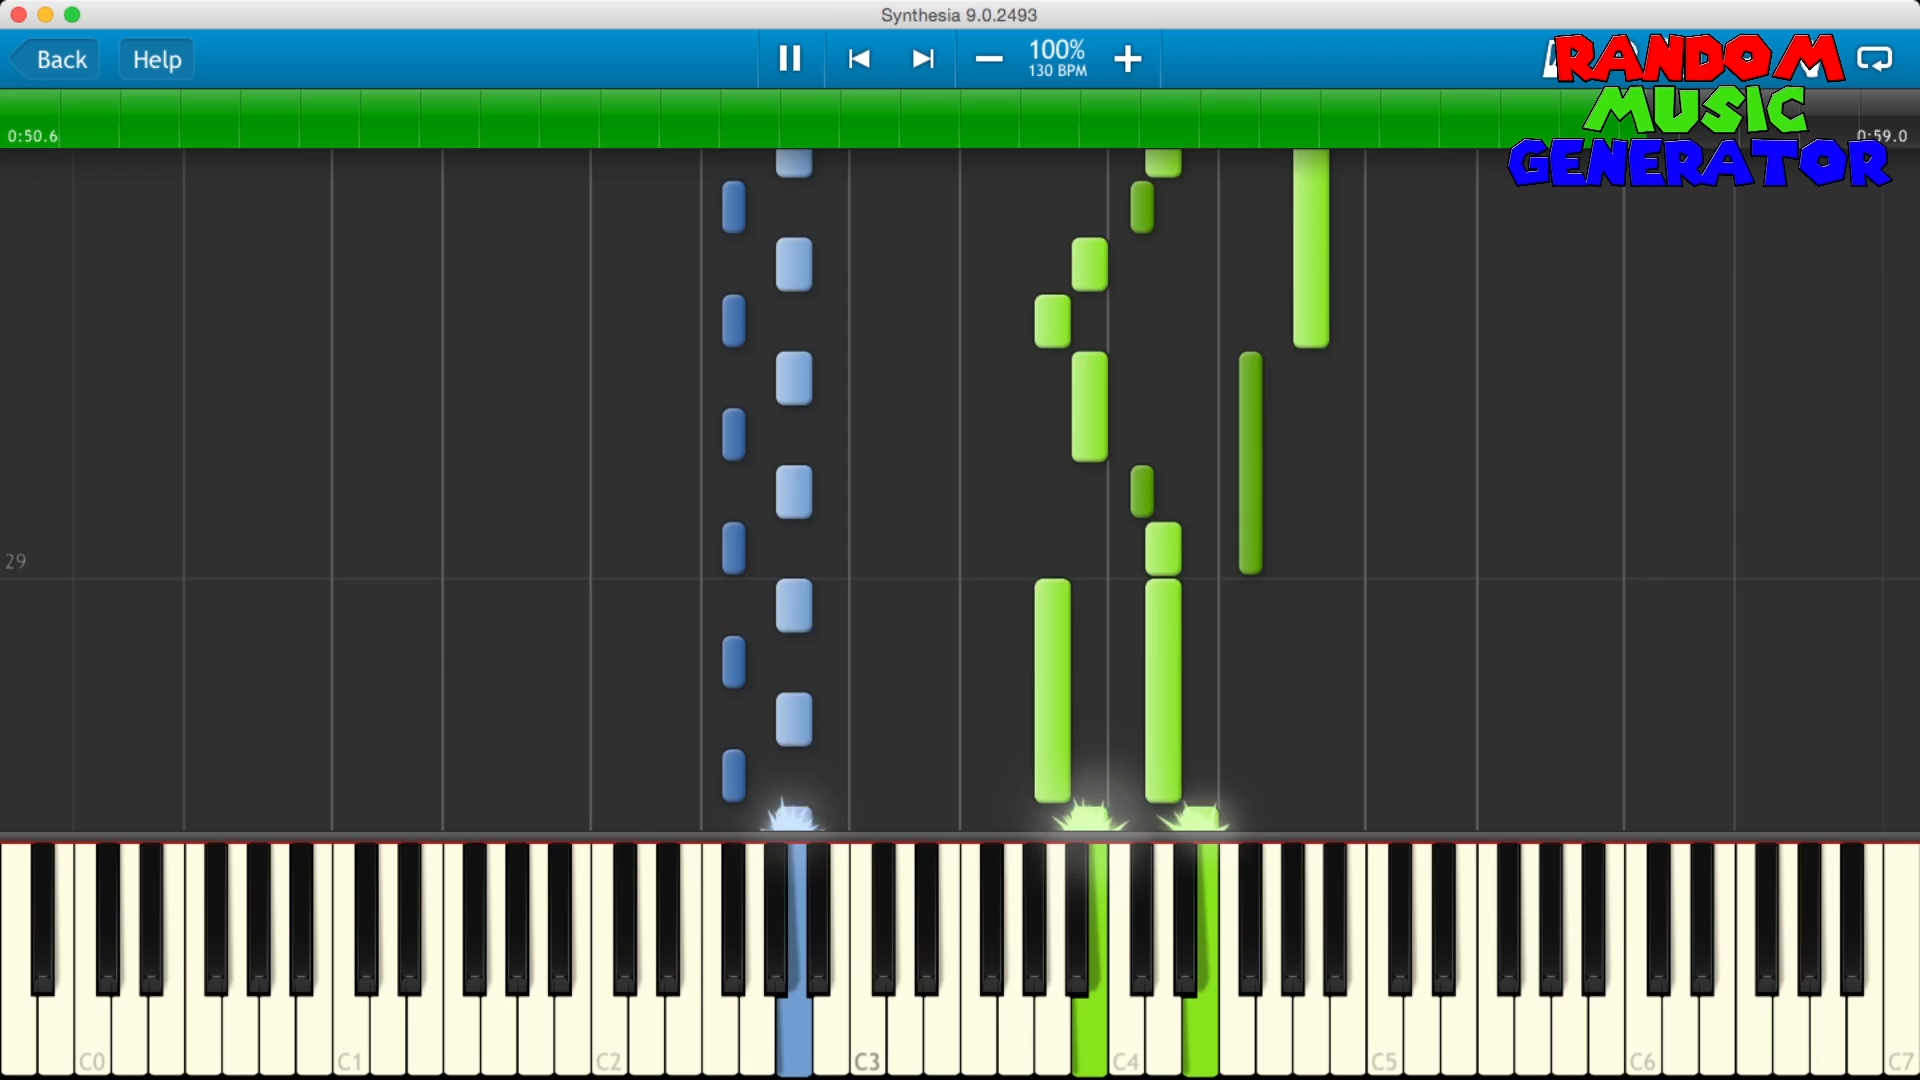 Synthesia 9.0.2493
Back
Help
100%
130 BPM
RANDOM
MUSIC
GENERATOR
0:50.6
0:59.0
29
C0
C1
C2
C3
C4
C5
C6
C7